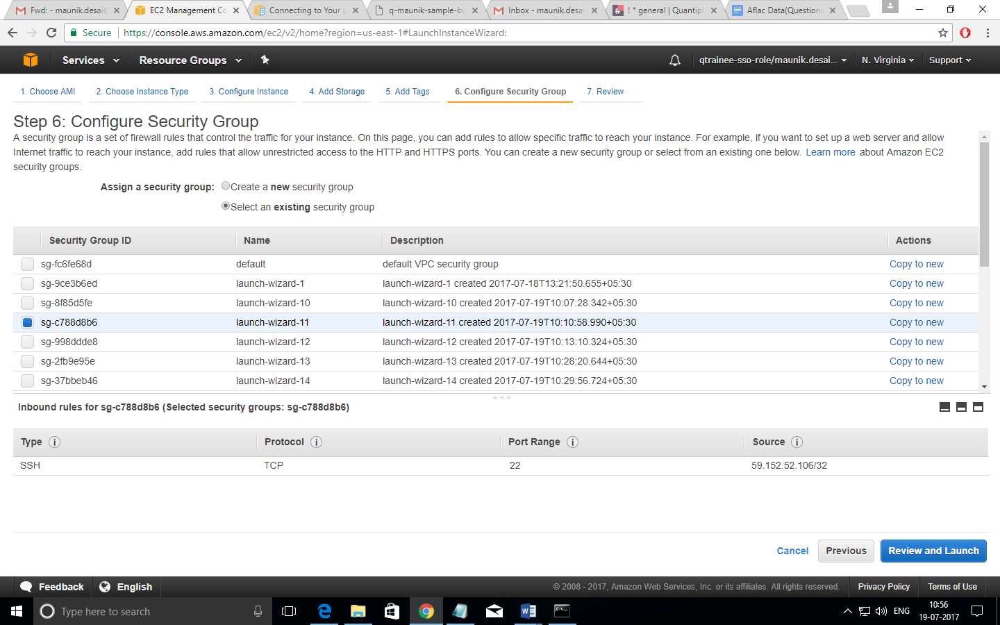 Fwd: - maunik.desai@
EC2 Management Co
Connecting to Your L
q-maunik-sample-bu
Inbox - maunik.desai
! * general | Quantiph
Aflac Data(Questions
Secure https://console.aws.amazon.com/ec2/v2/home?region=us-east-1#LaunchInstanceWizard:
Services Resource Groups qtrainee-sso-role/maunik.desai... N. Virginia Support
1. Choose AMI 2. Choose Instance Type 3. Configure Instance 4. Add Storage 5. Add Tags 6. Configure Security Group 7. Review
Step 6: Configure Security Group
A security group is a set of firewall rules that control the traffic for your instance. On this page, you can add rules to allow specific traffic to reach your instance. For example, if you want to set up a web server and allow
Internet traffic to reach your instance, add rules that allow unrestricted access to the HTTP and HTTPS ports. You can create a new security group or select from an existing one below. Learn more about Amazon EC2
security groups.
Assign a security group: Create a new security group
Select an existing security group
Security Group ID Name Description Actions
sg-fc6fe68d default default VPC security group Copy to new
sg-9ce3b6ed launch-wizard-1 launch-wizard-1 created 2017-07-18T13:21:50.655+05:30 Copy to new
sg-8f85d5fe launch-wizard-10 launch-wizard-10 created 2017-07-19T10:07:28.342+05:30 Copy to new
sg-c788d8b6 launch-wizard-11 launch-wizard-11 created 2017-07-19T10:10:58.990+05:30 Copy to new
sg-998ddde8 launch-wizard-12 launch-wizard-12 created 2017-07-19T10:13:10.324+05:30 Copy to new
sg-2fb9e95e launch-wizard-13 launch-wizard-13 created 2017-07-19T10:28:20.644+05:30 Copy to new
sg-37bbeb46 launch-wizard-14 launch-wizard-14 created 2017-07-19T10:29:56.724+05:30 Copy to new
Inbound rules for sg-c788d8b6 (Selected security groups: sg-c788d8b6)
Type Protocol Port Range Source
SSH TCP 22 59.152.52.106/32
Cancel Previous Review and Launch
Feedback English © 2008 - 2017, Amazon Web Services, Inc. or its affiliates. All rights reserved. Privacy Policy Terms of Use
Type here to search
ENG
10:56
19-07-2017